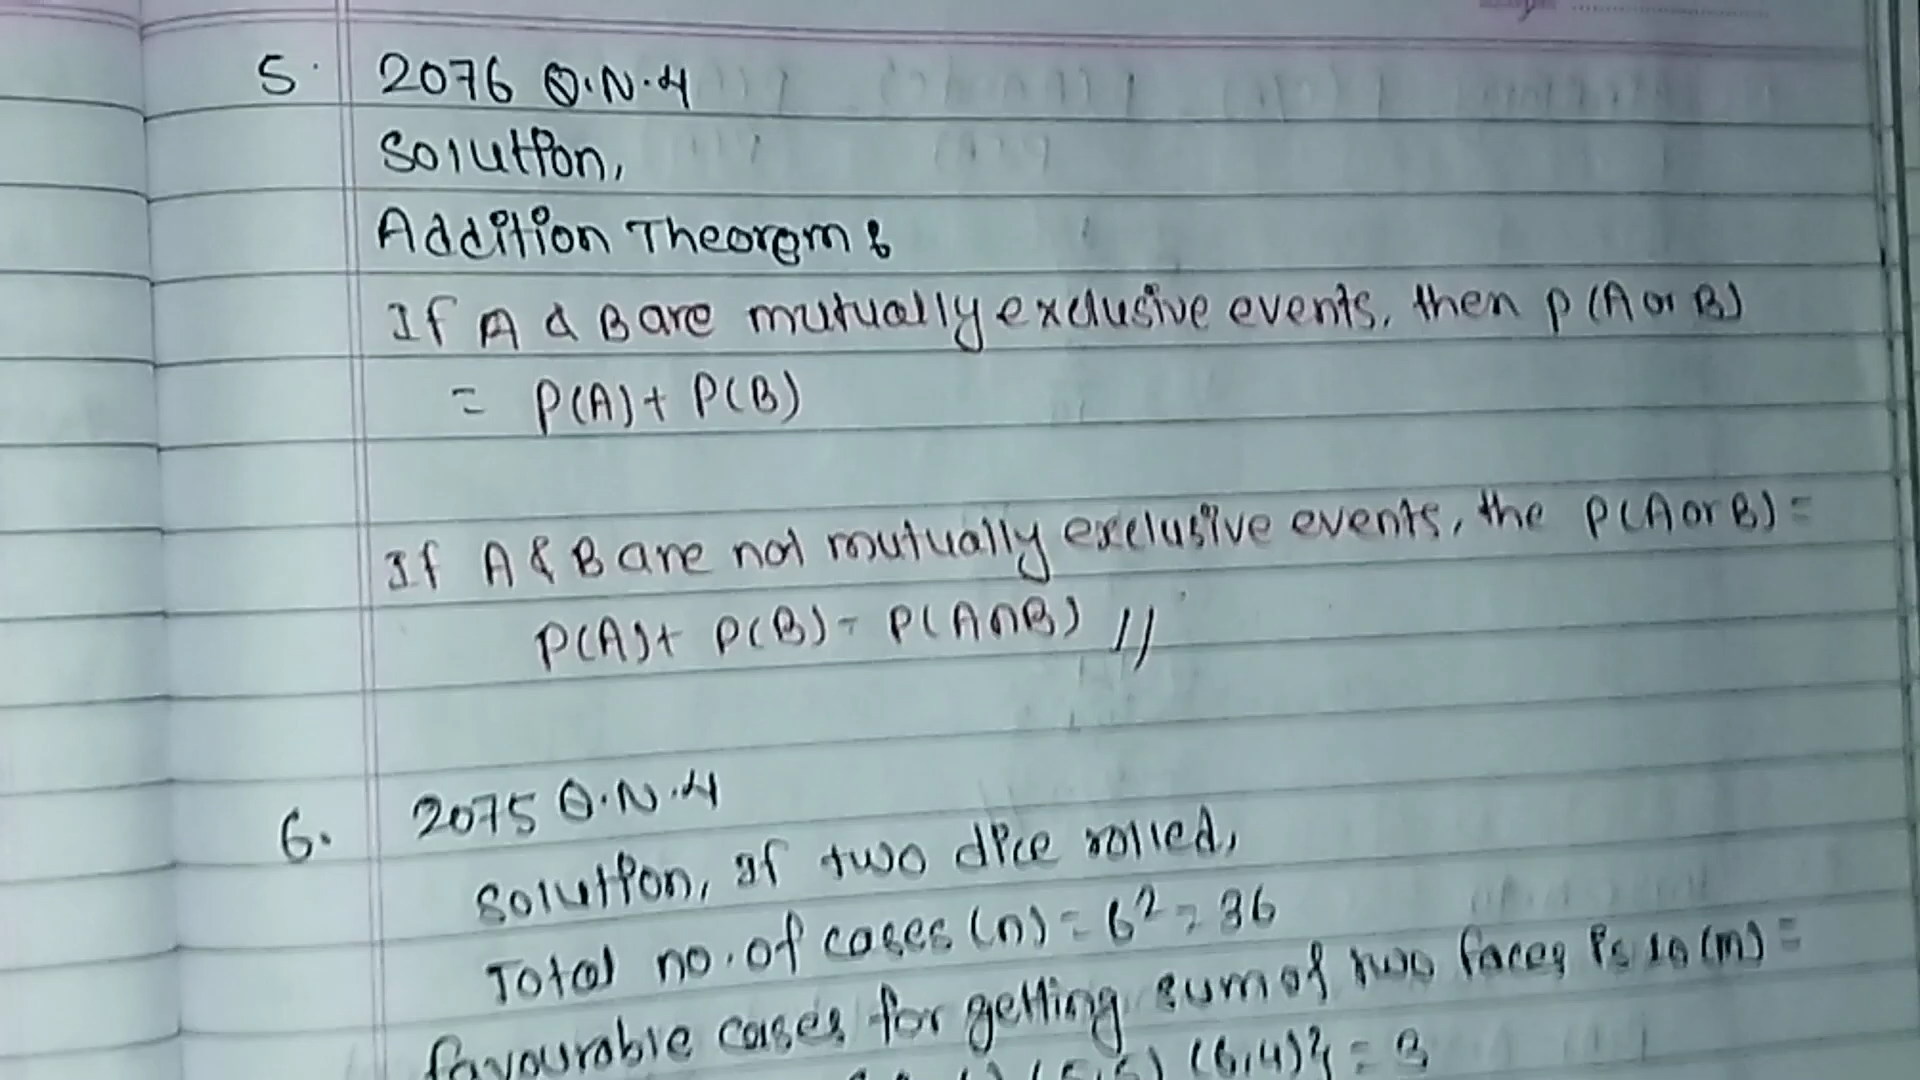 5. 2076 Q.N.4
Solution,
Addition Theorem :
If A & B are mutually exclusive events, then P(A or B)
= P(A) + P(B)
If A & B are not mutually exclusive events, the P(A or B) =
P(A) + P(B) - P(A∩B) //
6. 2075 Q.N.4
Solution, If two dice rolled,
Total no. of cases (n) = 6² = 36
favourable cases for getting sum of two faces is 10 (m) =
(6,4)} = 3